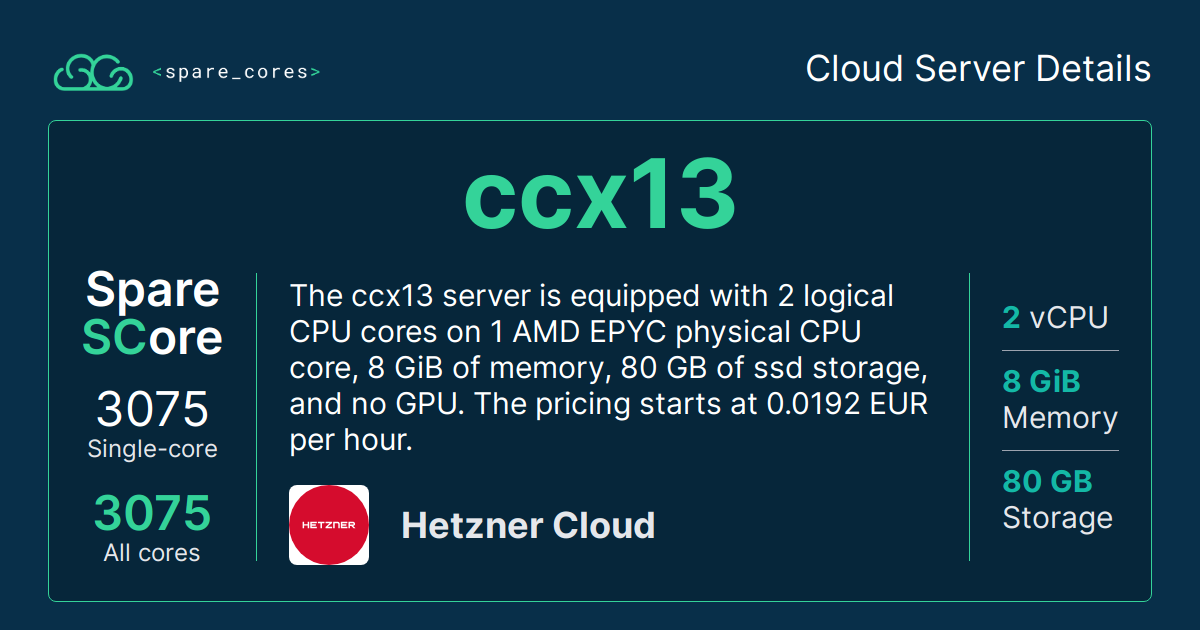 <spare_cores>
Cloud Server Details
ccx13
Spare
SCore
3075
Single-core
3075
All cores
The ccx13 server is equipped with 2 logical
CPU cores on 1 AMD EPYC physical CPU
core, 8 GiB of memory, 80 GB of ssd storage,
and no GPU. The pricing starts at 0.0192 EUR
per hour.
HETZNER
Hetzner Cloud
2 vCPU
8 GiB
Memory
80 GB
Storage